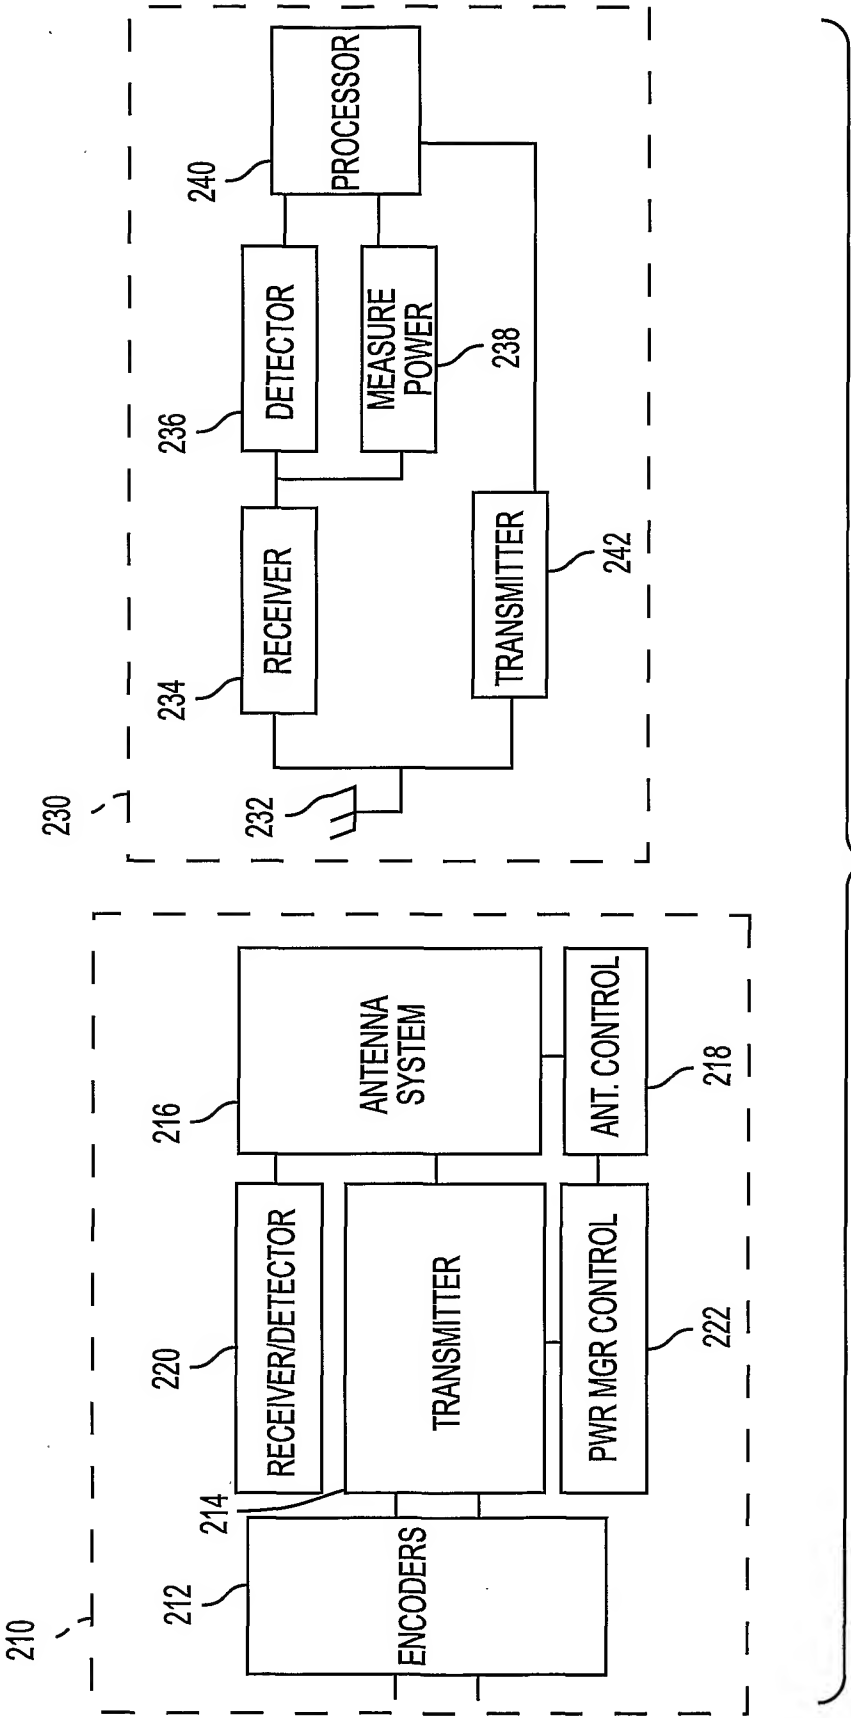 210
212
ENCODERS
214
TRANSMITTER
220
RECEIVER/DETECTOR
PWR MGR CONTROL
222
216
ANTENNA
SYSTEM
ANT. CONTROL
218
230
232
234
RECEIVER
TRANSMITTER
242
236
DETECTOR
MEASURE
POWER
238
240
PROCESSOR